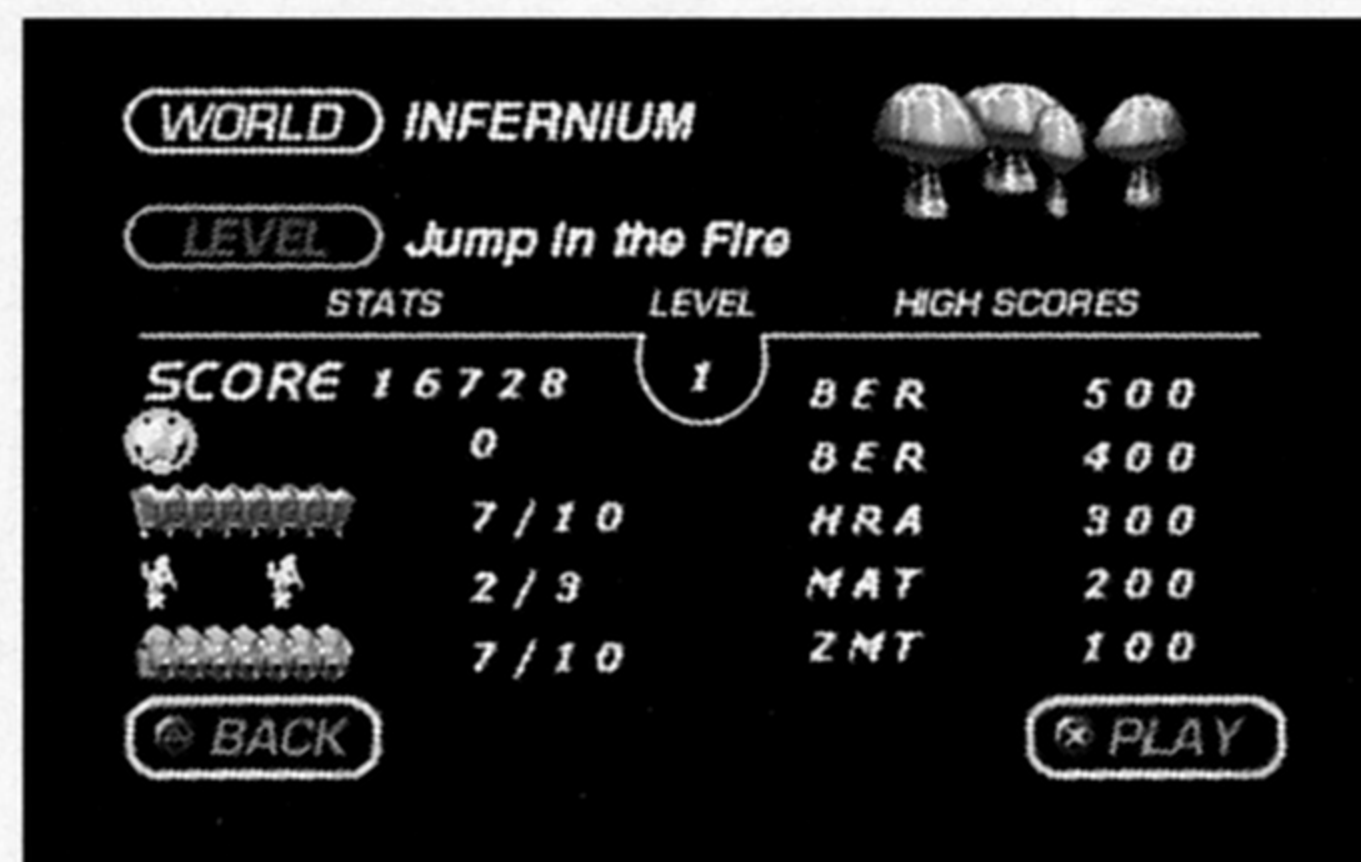 WORLD INFERNIUM
LEVEL Jump in the Fire
STATS LEVEL HIGH SCORES
SCORE 16728 1 BER 500
0 BER 400
7/10 HRA 300
2/3 MAT 200
7/10 ZMT 100
BACK PLAY